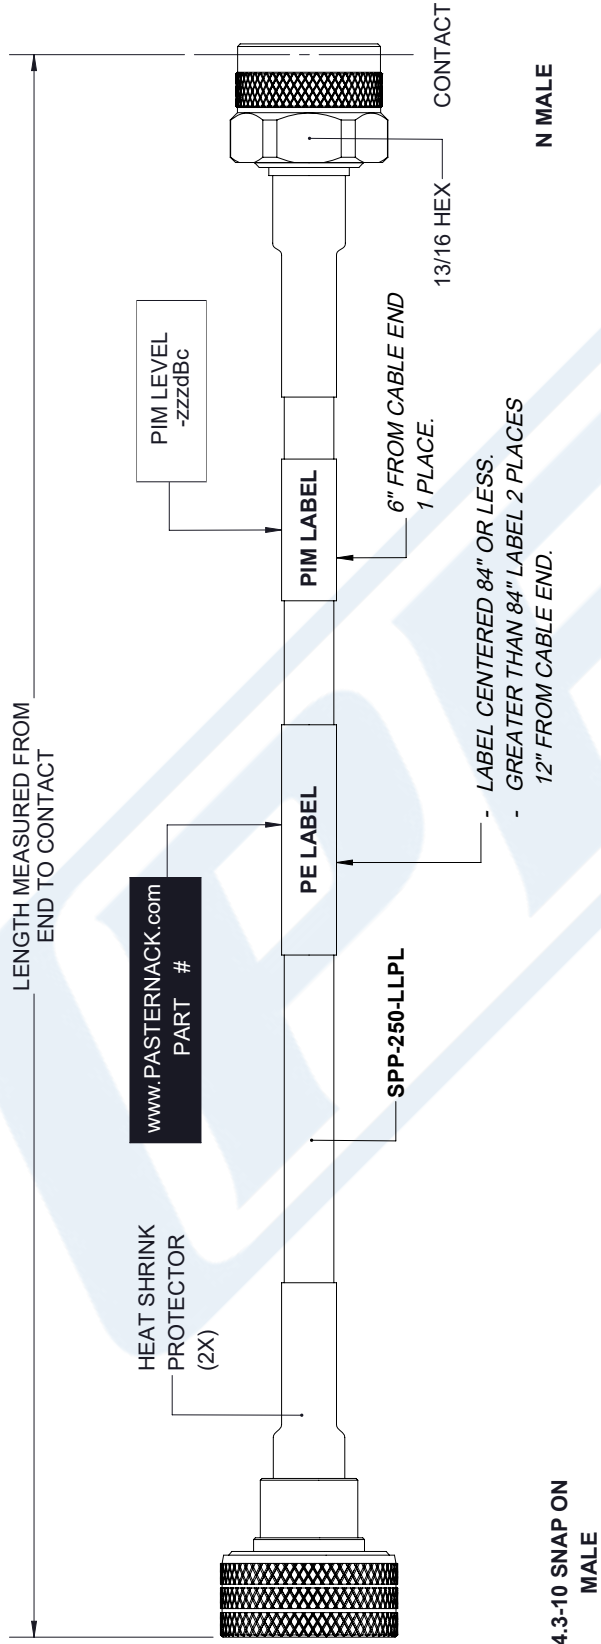 LENGTH MEASURED FROM
END TO CONTACT
HEAT SHRINK
PROTECTOR
(2X)
www.PASTERNACK.com
PART #
PIM LEVEL
-zzzdBc
PE LABEL
PIM LABEL
SPP-250-LLPL
6" FROM CABLE END
1 PLACE.
13/16 HEX
CONTACT
- LABEL CENTERED 84" OR LESS.
- GREATER THAN 84" LABEL 2 PLACES
12" FROM CABLE END.
4.3-10 SNAP ON
MALE
N MALE